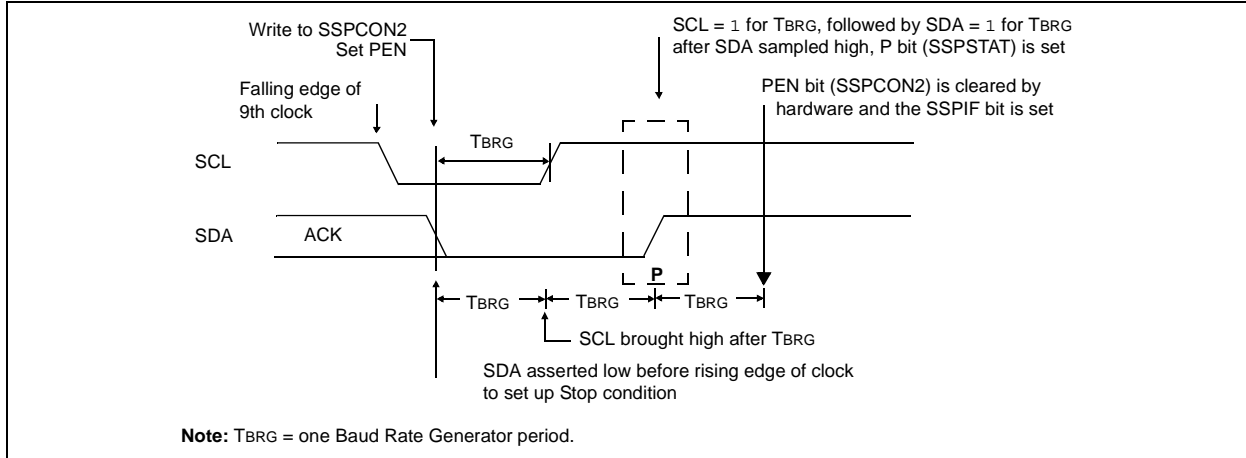 Write to SSPCON2
Set PEN
SCL = 1 for TBRG, followed by SDA = 1 for TBRG
after SDA sampled high, P bit (SSPSTAT) is set
Falling edge of
9th clock
PEN bit (SSPCON2) is cleared by
hardware and the SSPIF bit is set
TBRG
SCL
SDA
ACK
P
TBRG
TBRG
TBRG
SCL brought high after TBRG
SDA asserted low before rising edge of clock
to set up Stop condition
Note: TBRG = one Baud Rate Generator period.